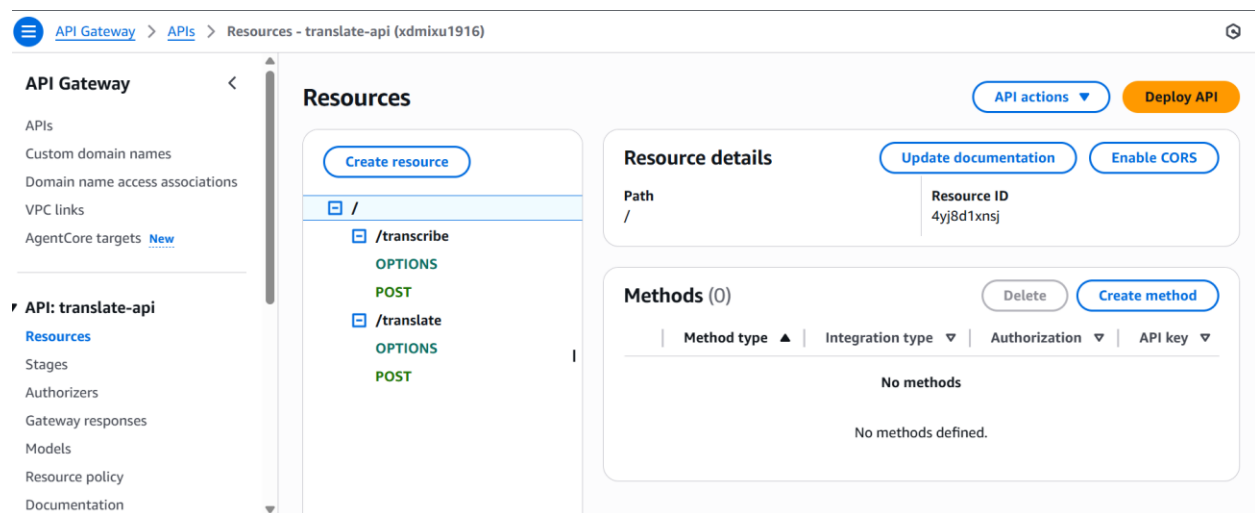 API Gateway > APIs > Resources - translate-api (xdmixu1916)
API Gateway
APIs
Custom domain names
Domain name access associations
VPC links
AgentCore targets New
API: translate-api
Resources
Stages
Authorizers
Gateway responses
Models
Resource policy
Documentation
Resources
API actions
Deploy API
Create resource
/
/transcribe
OPTIONS
POST
/translate
OPTIONS
POST
Resource details
Update documentation
Enable CORS
Path
/
Resource ID
4yj8d1xnsj
Methods (0)
Delete
Create method
Method type
Integration type
Authorization
API key
No methods
No methods defined.